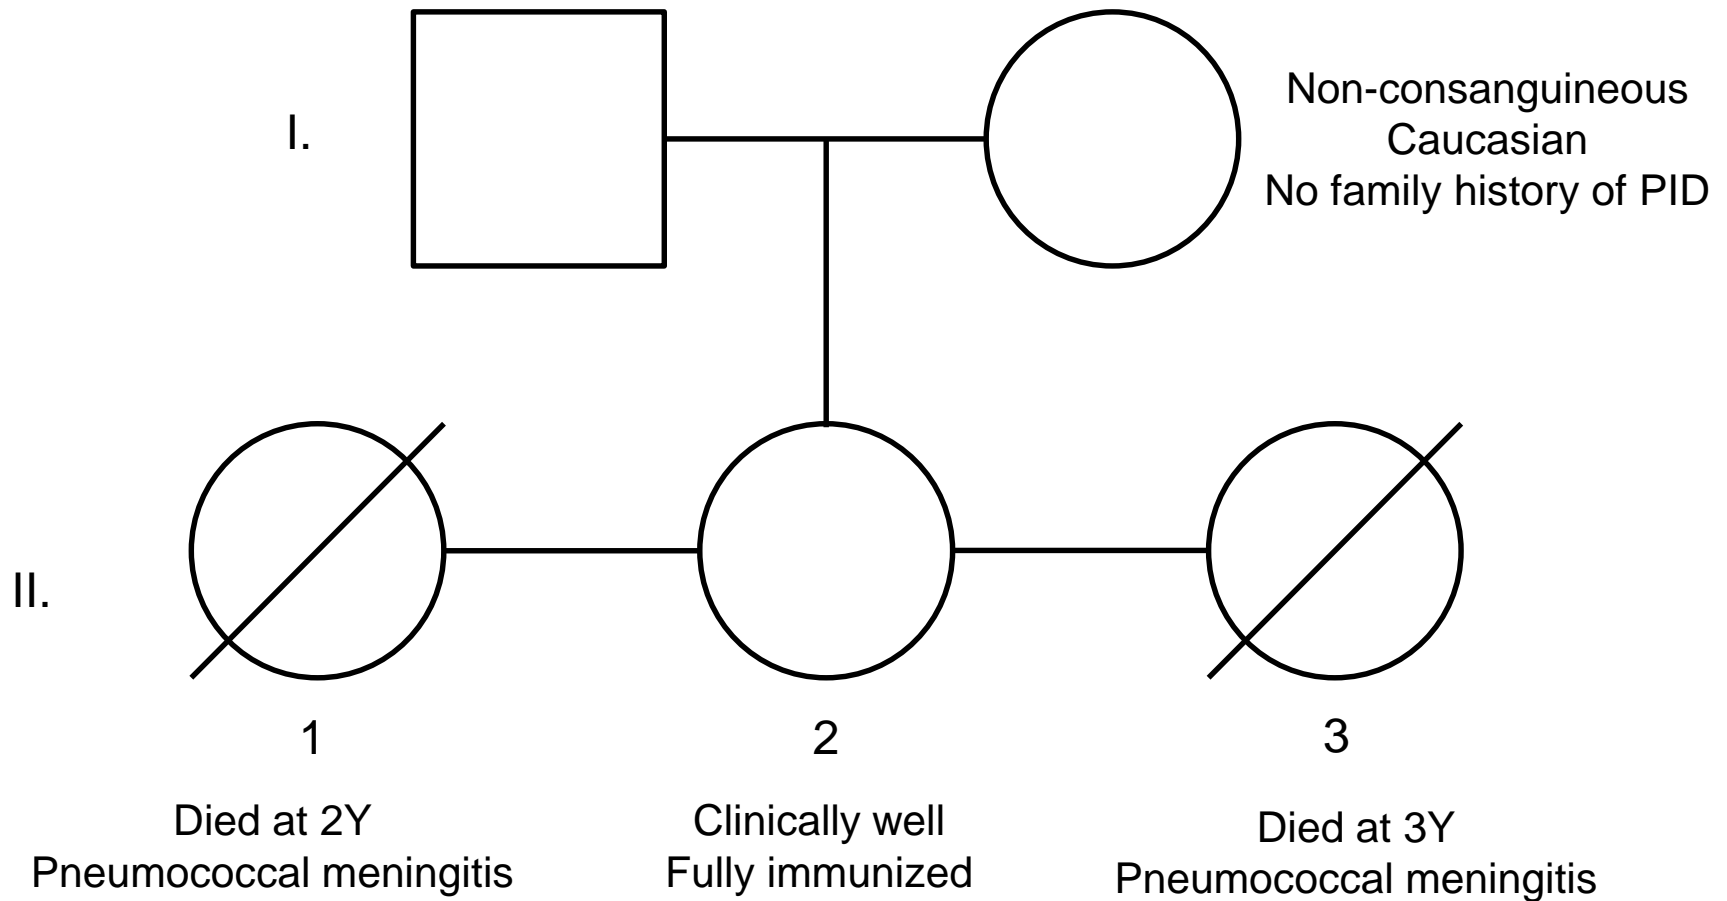 I.
Non-consanguineous
Caucasian
No family history of PID
II.
1
2
3
Died at 2Y
Pneumococcal meningitis
Clinically well
Fully immunized
Died at 3Y
Pneumococcal meningitis